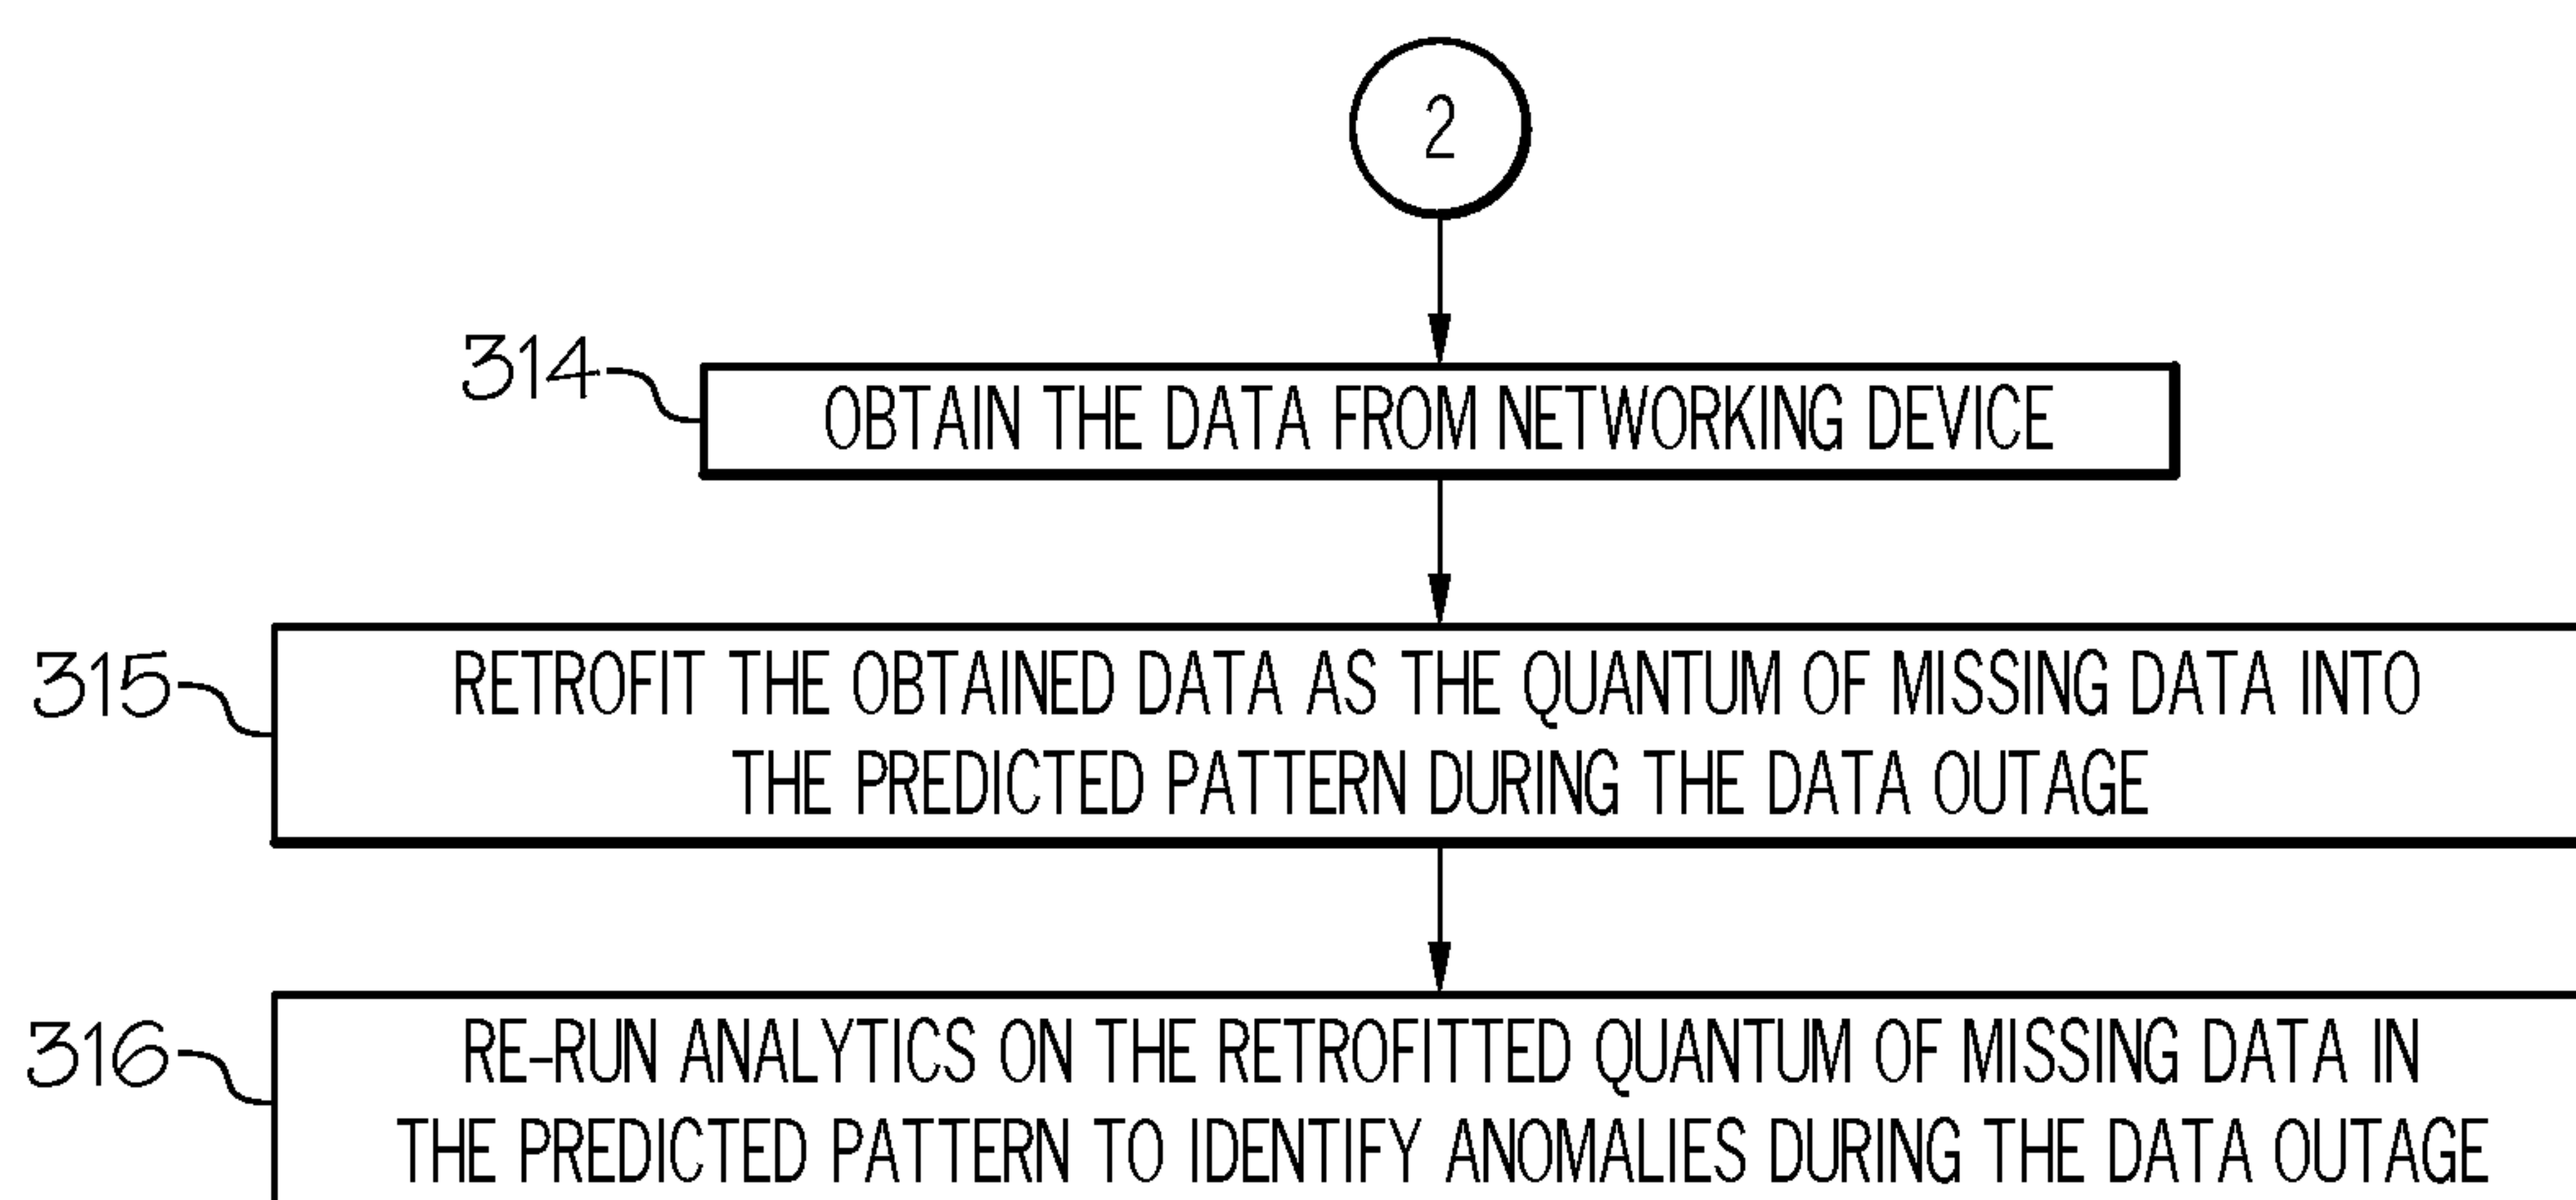 2
314
OBTAIN THE DATA FROM NETWORKING DEVICE
315
RETROFIT THE OBTAINED DATA AS THE QUANTUM OF MISSING DATA INTO
THE PREDICTED PATTERN DURING THE DATA OUTAGE
316
RE-RUN ANALYTICS ON THE RETROFITTED QUANTUM OF MISSING DATA IN
THE PREDICTED PATTERN TO IDENTIFY ANOMALIES DURING THE DATA OUTAGE